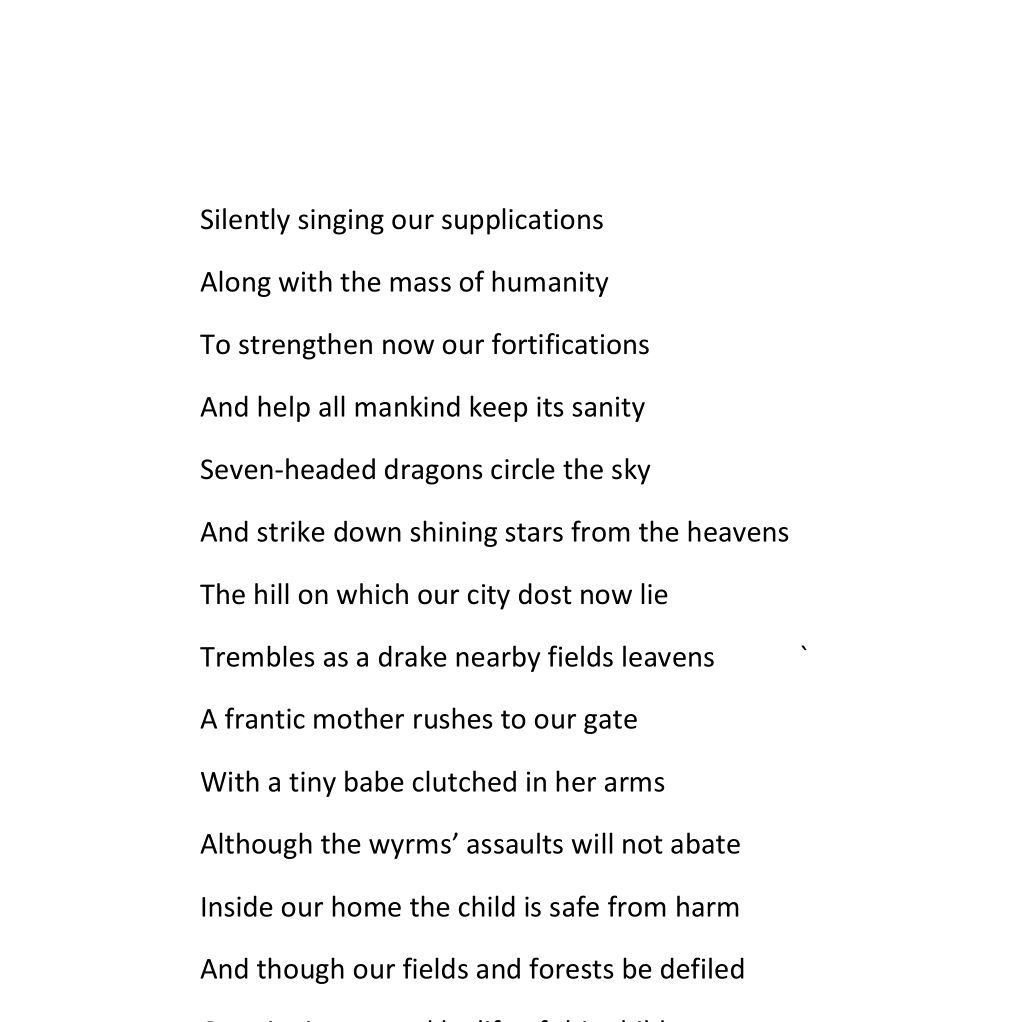 Silently singing our supplications
Along with the mass of humanity
To strengthen now our fortifications
And help all mankind keep its sanity
Seven-headed dragons circle the sky
And strike down shining stars from the heavens
The hill on which our city dost now lie
Trembles as a drake nearby fields leavens `
A frantic mother rushes to our gate
With a tiny babe clutched in her arms
Although the wyrms’ assaults will not abate
Inside our home the child is safe from harm
And though our fields and forests be defiled